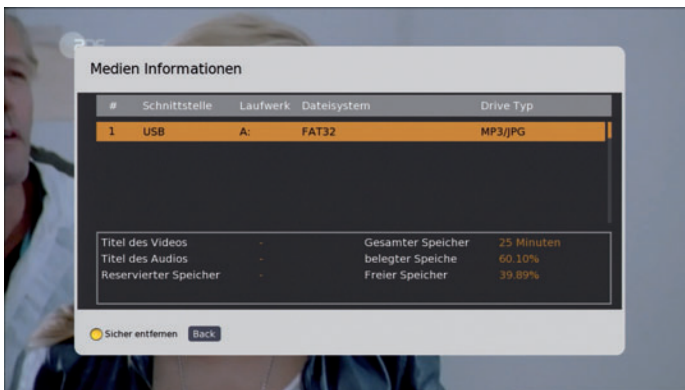 Medien Informationen
# Schnittstelle Laufwerk Dateisystem Drive Typ
1 USB A: FAT32 MP3/JPG
Titel des Videos - Gesamter Speicher 25 Minuten
Titel des Audios - belegter Speiche 60.10%
Reservierter Speicher - Freier Speicher 39.89%
Sicher entfernen Back